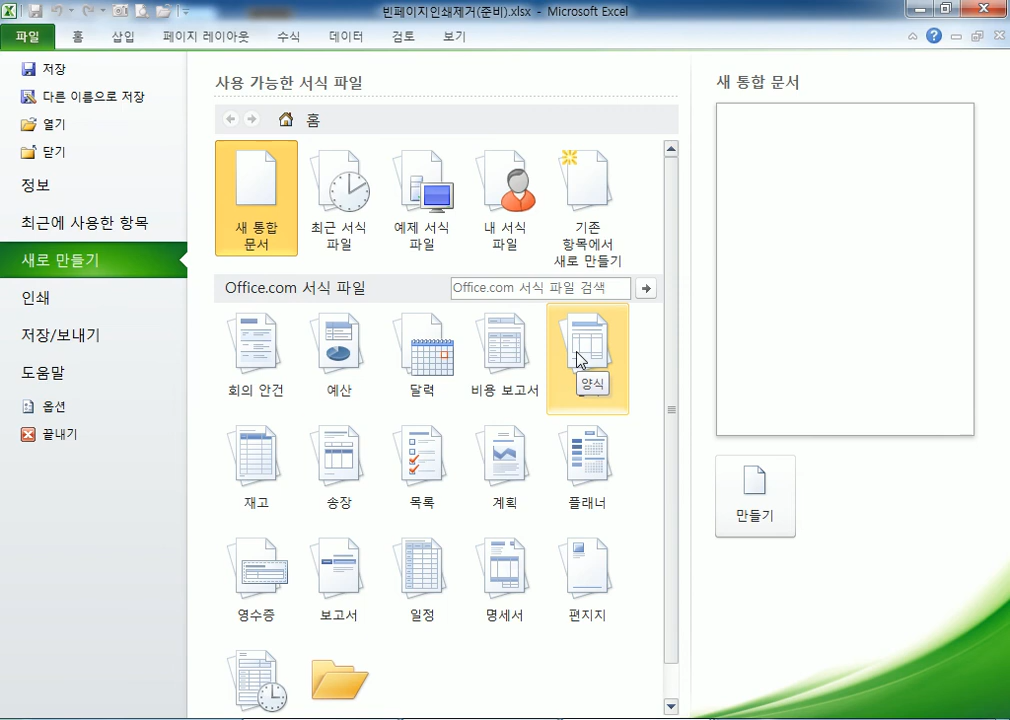 빈페이지인쇄제거(준비).xlsx - Microsoft Excel
파일 홈 삽입 페이지 레이아웃 수식 데이터 검토 보기
저장
다른 이름으로 저장
열기
닫기
정보
최근에 사용한 항목
새로 만들기
인쇄
저장/보내기
도움말
옵션
끝내기
사용 가능한 서식 파일
홈
새 통합
문서
최근 서식
파일
예제 서식
파일
내 서식
파일
기존
항목에서
새로 만들기
Office.com 서식 파일
Office.com 서식 파일 검색
회의 안건
예산
달력
비용 보고서
양식
재고
송장
목록
계획
플래너
영수증
보고서
일정
명세서
편지지
새 통합 문서
만들기